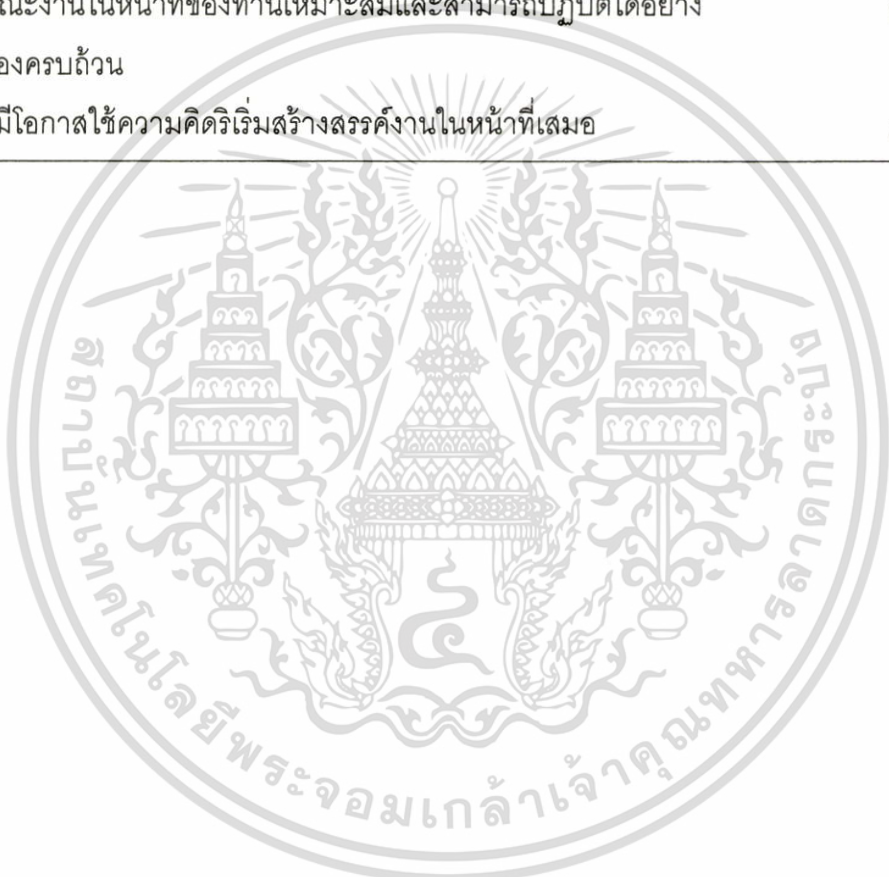 ณะงานในหน้าที่ของท่านเหมาะสมและสามารถปฏิบัติได้อย่าง
องครบถ้วน
มีโอกาสใช้ความคิดริเริ่มสร้างสรรค์งานในหน้าที่เสมอ
สถาบันเทคโนโลยีพระจอมเกล้าเจ้าคุณทหารลาดกระบัง